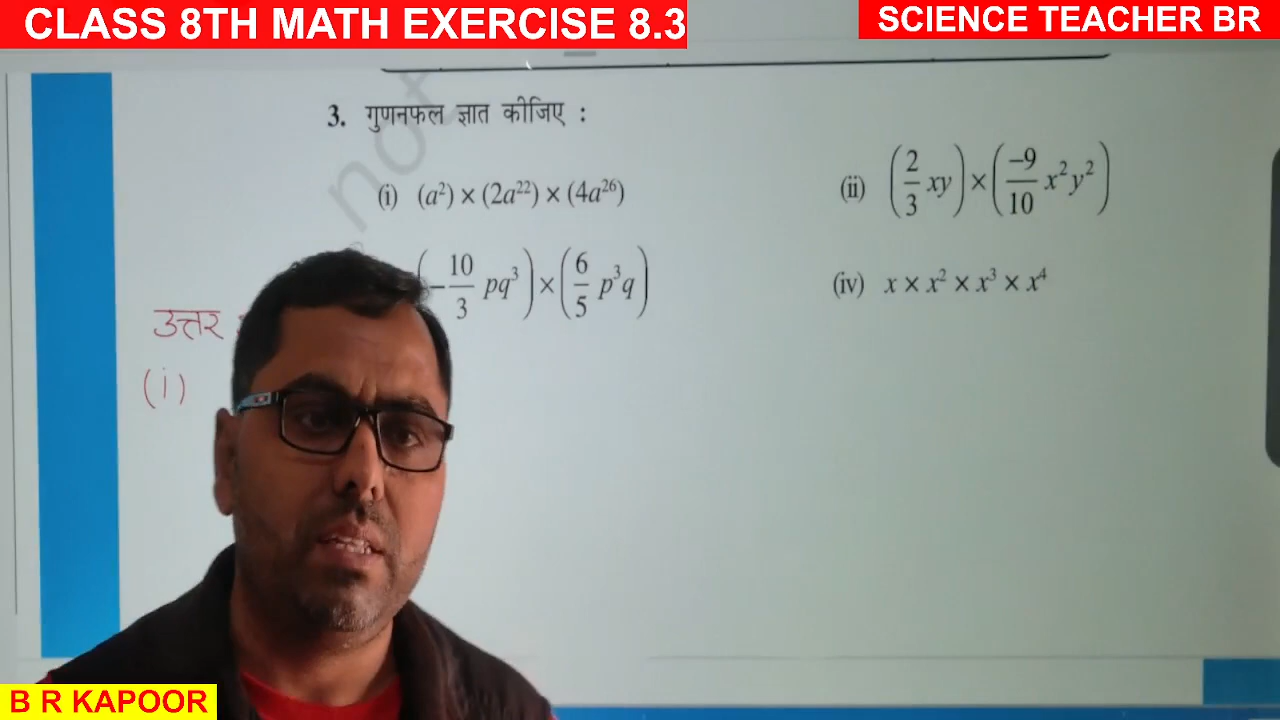 CLASS 8TH MATH EXERCISE 8.3
SCIENCE TEACHER BR
not
3. गुणनफल ज्ञात कीजिए :
(i) (a²) × (2a²²) × (4a²⁶)
(ii) (2/3 xy) × (-9/10 x²y²)
(-10/3 pq³) × (6/5 p³q)
(iv) x × x² × x³ × x⁴
उत्तर
(i)
B R KAPOOR